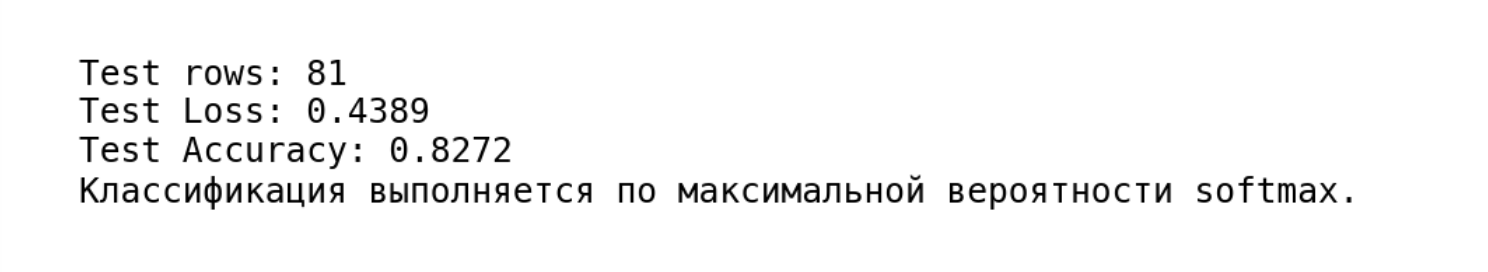 Test rows: 81
Test Loss: 0.4389
Test Accuracy: 0.8272
Классификация выполняется по максимальной вероятности softmax.